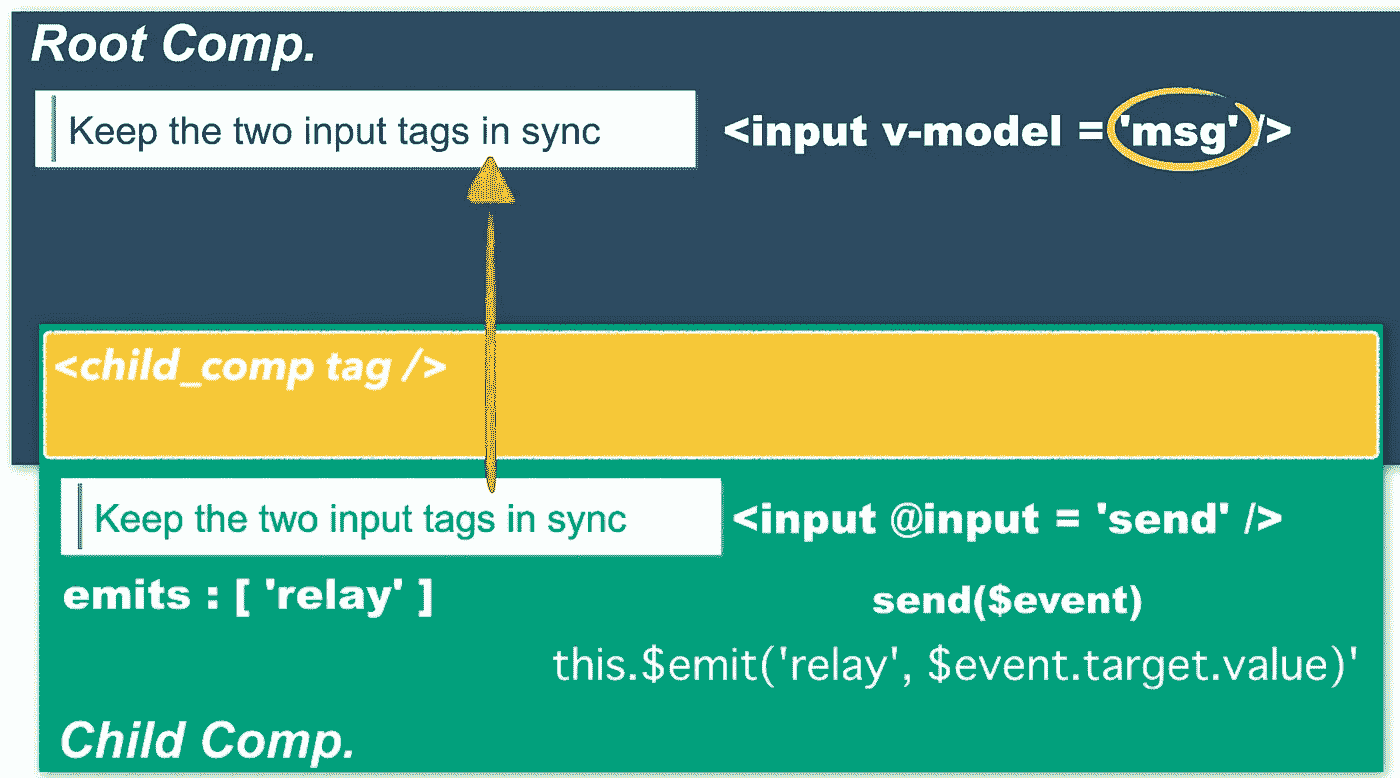 Root Comp.
Keep the two input tags in sync
<input v-model = 'msg' />
<child_comp tag />
Keep the two input tags in sync
<input @input = 'send' />
emits : [ 'relay' ]
send($event)
this.$emit('relay', $event.target.value)'
Child Comp.